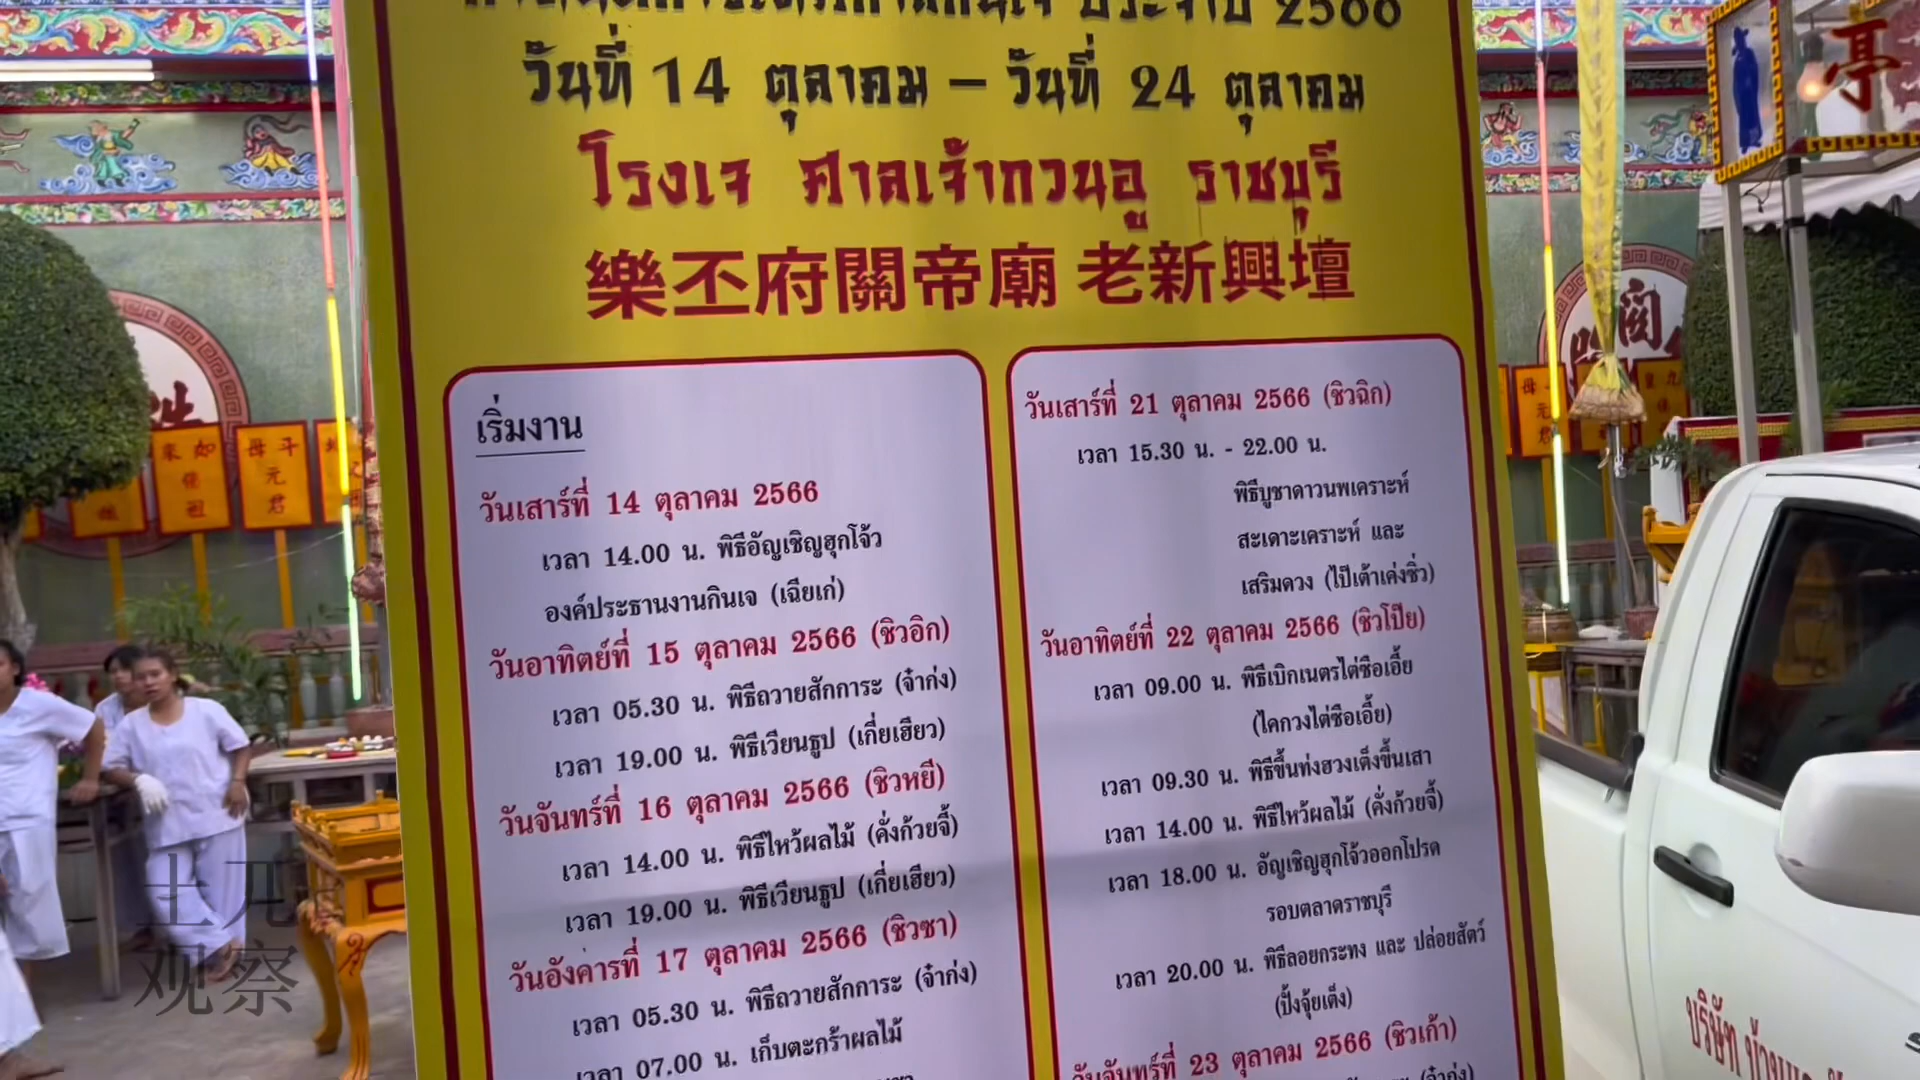 ประจำปี 2566
วันที่ 14 ตุลาคม – วันที่ 24 ตุลาคม
โรงเจ ศาลเจ้ากวนอู ราชบุรี
樂丕府關帝廟 老新興壇
เริ่มงาน
วันเสาร์ที่ 14 ตุลาคม 2566
เวลา 14.00 น. พิธีอัญเชิญฮุกโจ้ว
องค์ประธานงานกินเจ (เฉียเก่)
วันอาทิตย์ที่ 15 ตุลาคม 2566 (ชิวอิก)
เวลา 05.30 น. พิธีถวายสักการะ (จ๋ำก่ง)
เวลา 19.00 น. พิธีเวียนธูป (เกี่ยเฮียว)
วันจันทร์ที่ 16 ตุลาคม 2566 (ชิวหยี)
เวลา 14.00 น. พิธีไหว้ผลไม้ (คั่งก้วยจี้)
เวลา 19.00 น. พิธีเวียนธูป (เกี่ยเฮียว)
วันอังคารที่ 17 ตุลาคม 2566 (ชิวซา)
เวลา 05.30 น. พิธีถวายสักการะ (จ๋ำก่ง)
เวลา 07.00 น. เก็บตะกร้าผลไม้
วันเสาร์ที่ 21 ตุลาคม 2566 (ชิวฉิก)
เวลา 15.30 น. - 22.00 น.
พิธีบูชาดาวนพเคราะห์
สะเดาะเคราะห์ และ
เสริมดวง (ไป๊เต้าเค่งซิ่ว)
วันอาทิตย์ที่ 22 ตุลาคม 2566 (ชิวโป๊ย)
เวลา 09.00 น. พิธีเบิกเนตรไต่ซือเอี้ย
(ไคกวงไต่ซือเอี้ย)
เวลา 09.30 น. พิธีขึ้นท่งฮวงเต็งขึ้นเสา
เวลา 14.00 น. พิธีไหว้ผลไม้ (คั่งก้วยจี้)
เวลา 18.00 น. อัญเชิญฮุกโจ้วออกโปรด
รอบตลาดราชบุรี
เวลา 20.00 น. พิธีลอยกระทง และ ปล่อยสัตว์
(ปั้งจุ้ยเต็ง)
วันจันทร์ที่ 23 ตุลาคม 2566 (ชิวเก้า)
亭
如來佛祖
斗母元君
บริษัท
土兀
观察